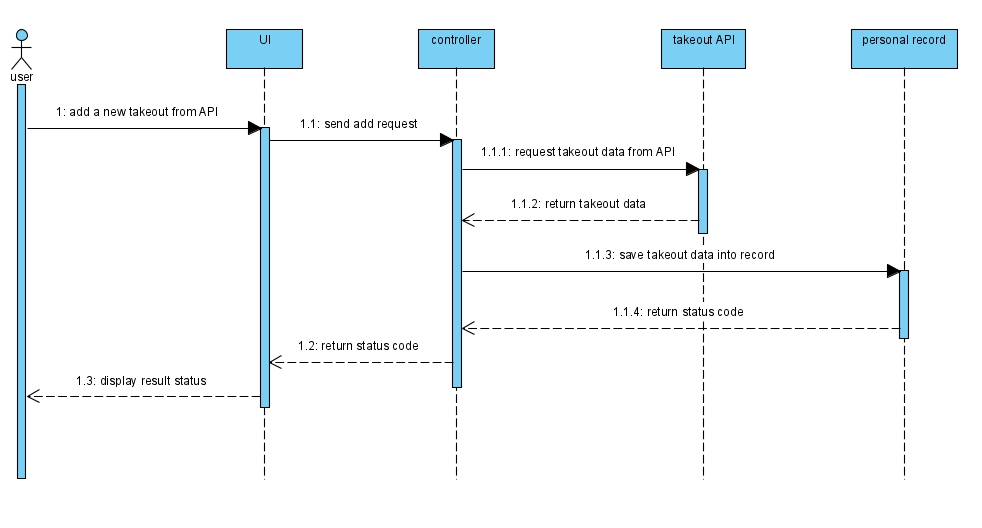 UI
controller
takeout API
personal record
user
1: add a new takeout from API
1.1: send add request
1.1.1: request takeout data from API
1.1.2: return takeout data
1.1.3: save takeout data into record
1.1.4: return status code
1.2: return status code
1.3: display result status